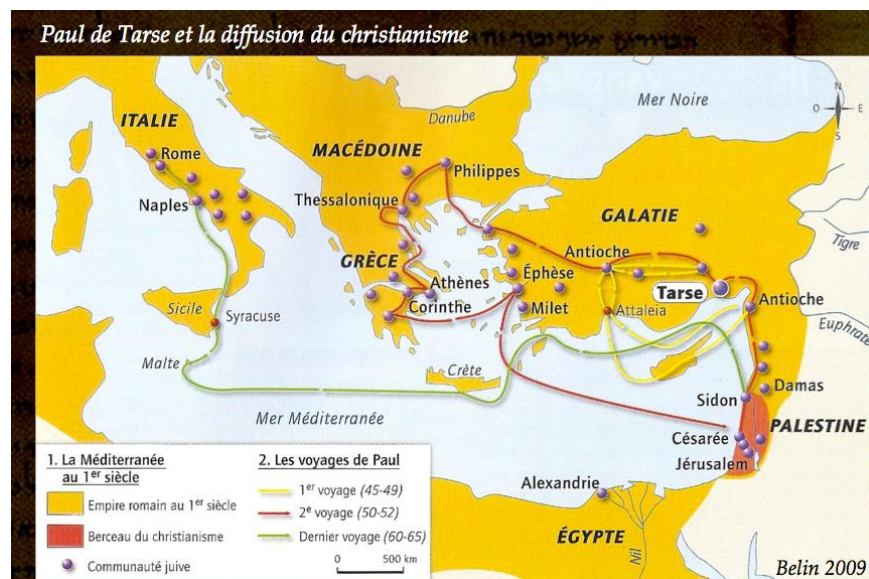 Paul de Tarse et la diffusion du christianisme
Mer Noire
N
O
E
S
ITALIE
Rome
Danube
MACÉDOINE
Philippes
Naples
Thessalonique
GALATIE
Tigre
Antioche
GRÈCE
Athènes
Éphèse
Tarse
Antioche
Sicile
Syracuse
Corinthe
Milet
Attaleia
Euphrate
Malte
Crète
Damas
Sidon
Mer Méditerranée
PALESTINE
Césarée
Jérusalem
Alexandrie
ÉGYPTE
Nil
1. La Méditerranée
au 1er siècle
Empire romain au 1er siècle
Berceau du christianisme
Communauté juive
2. Les voyages de Paul
1er voyage (45-49)
2e voyage (50-52)
Dernier voyage (60-65)
0 500 km
Belin 2009